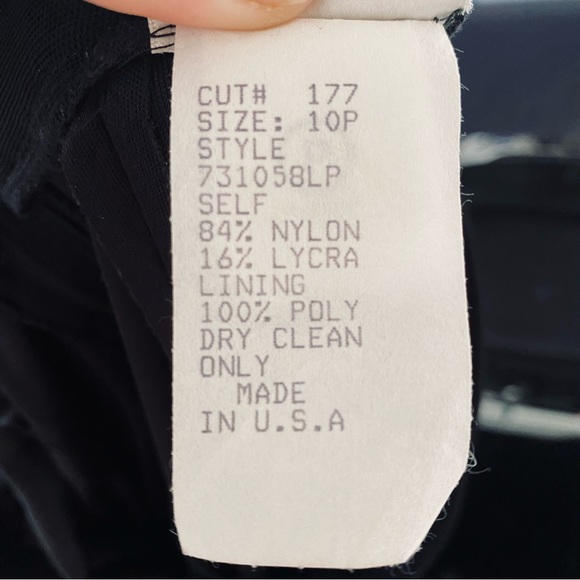 CUT# 177
SIZE: 10P
STYLE
731058LP
SELF
84% NYLON
16% LYCRA
LINING
100% POLY
DRY CLEAN
ONLY
MADE
IN U.S.A